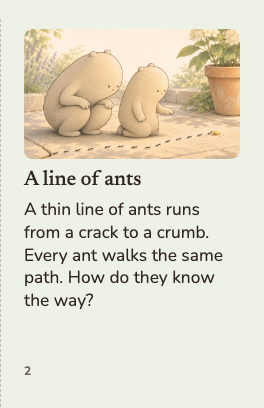 A line of ants
A thin line of ants runs
from a crack to a crumb.
Every ant walks the same
path. How do they know
the way?
2